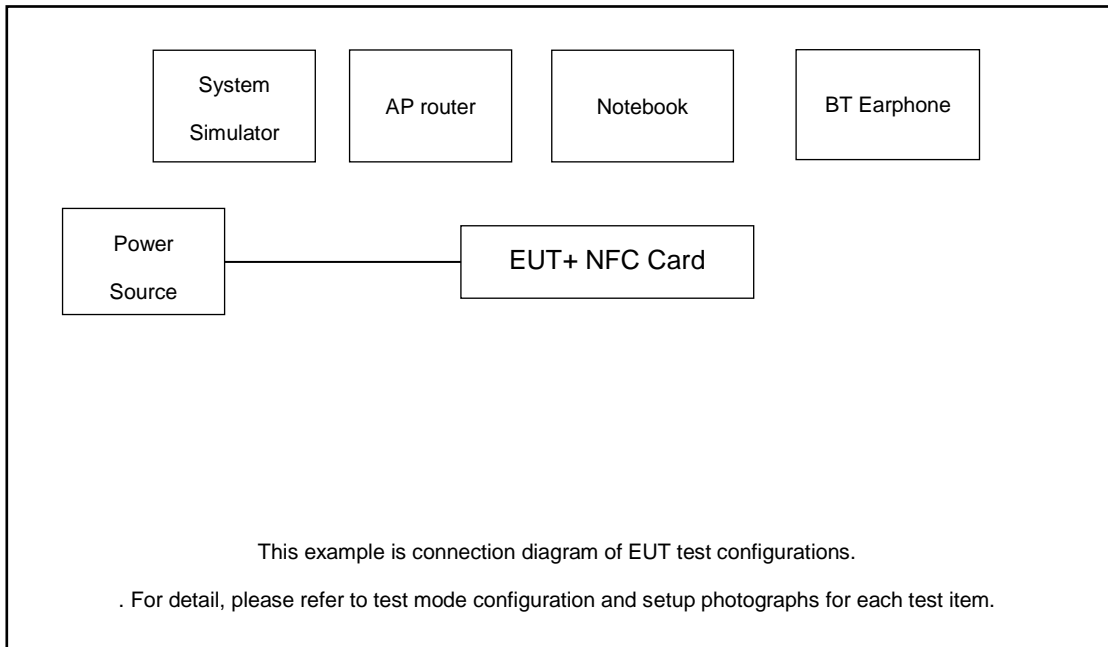 System
Simulator
AP router
Notebook
BT Earphone
Power
Source
EUT+ NFC Card
This example is connection diagram of EUT test configurations.
. For detail, please refer to test mode configuration and setup photographs for each test item.